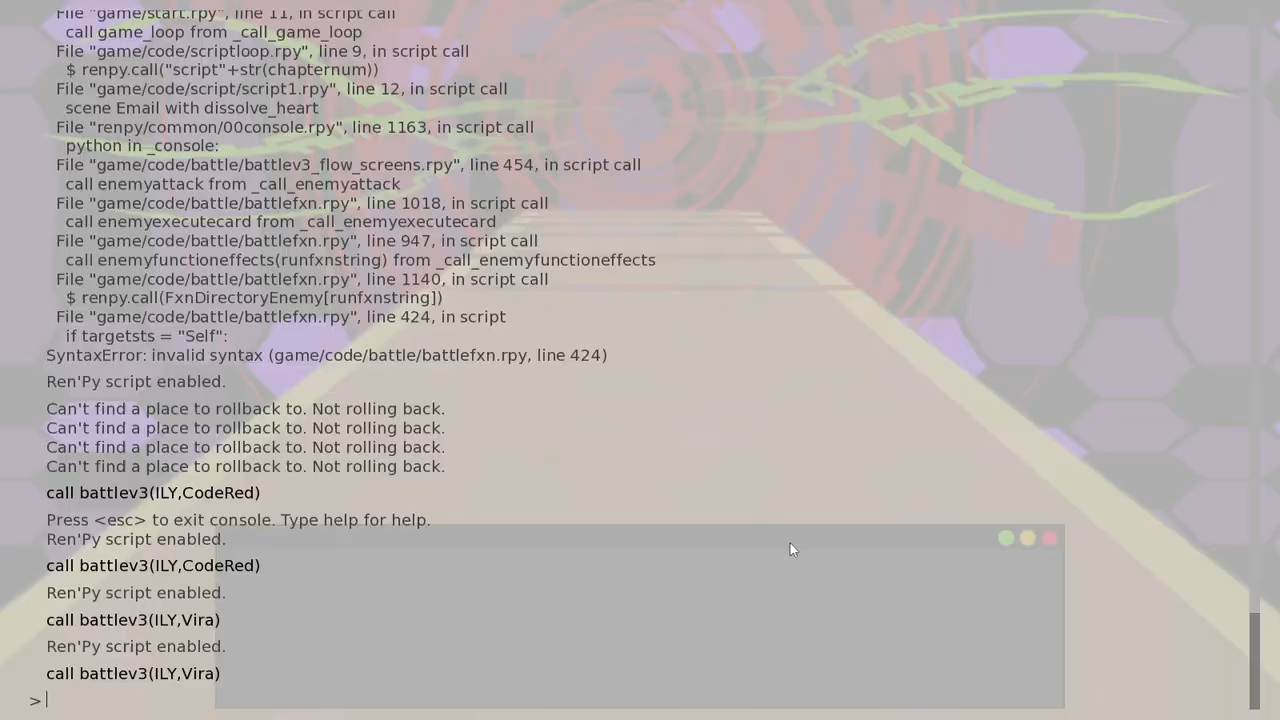 File "game/start.rpy", line 11, in script call
call game_loop from _call_game_loop
File "game/code/scriptloop.rpy", line 9, in script call
$ renpy.call("script"+str(chapternum))
File "game/code/script/script1.rpy", line 12, in script call
scene Email with dissolve_heart
File "renpy/common/00console.rpy", line 1163, in script call
python in _console:
File "game/code/battle/battlev3_flow_screens.rpy", line 454, in script call
call enemyattack from _call_enemyattack
File "game/code/battle/battlefxn.rpy", line 1018, in script call
call enemyexecutecard from _call_enemyexecutecard
File "game/code/battle/battlefxn.rpy", line 947, in script call
call enemyfunctioneffects(runfxnstring) from _call_enemyfunctioneffects
File "game/code/battle/battlefxn.rpy", line 1140, in script call
$ renpy.call(FxnDirectoryEnemy[runfxnstring])
File "game/code/battle/battlefxn.rpy", line 424, in script
if targetsts = "Self":
SyntaxError: invalid syntax (game/code/battle/battlefxn.rpy, line 424)
Ren'Py script enabled.
Can't find a place to rollback to. Not rolling back.
Can't find a place to rollback to. Not rolling back.
Can't find a place to rollback to. Not rolling back.
Can't find a place to rollback to. Not rolling back.
call battlev3(ILY,CodeRed)
Press <esc> to exit console. Type help for help.
Ren'Py script enabled.
call battlev3(ILY,CodeRed)
Ren'Py script enabled.
call battlev3(ILY,Vira)
Ren'Py script enabled.
call battlev3(ILY,Vira)
>